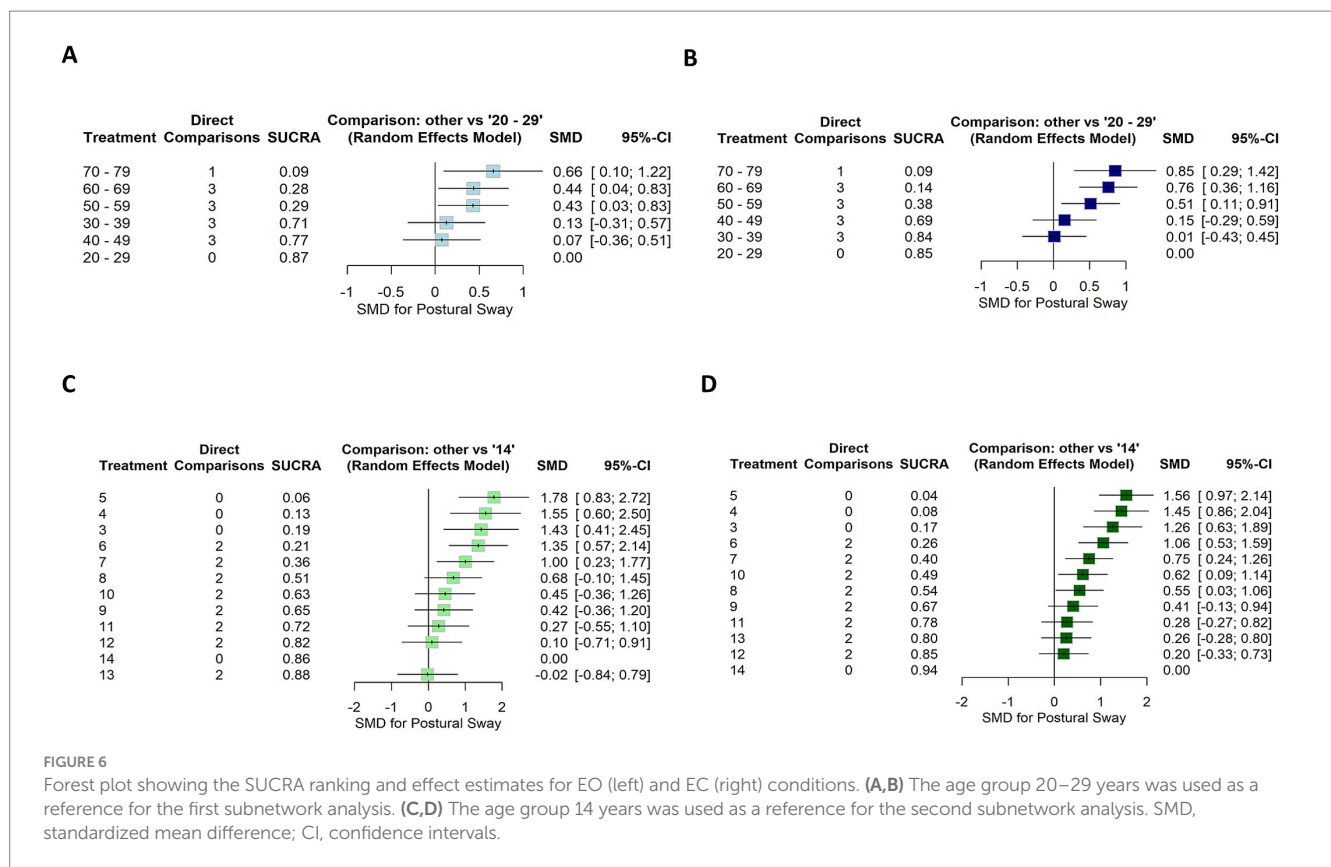 A
Direct Comparison: other vs '20 - 29'
Treatment Comparisons SUCRA (Random Effects Model) SMD 95%-CI
70 - 79 1 0.09 0.66 [ 0.10; 1.22]
60 - 69 3 0.28 0.44 [ 0.04; 0.83]
50 - 59 3 0.29 0.43 [ 0.03; 0.83]
30 - 39 3 0.71 0.13 [-0.31; 0.57]
40 - 49 3 0.77 0.07 [-0.36; 0.51]
20 - 29 0 0.87 0.00
-1 -0.5 0 0.5 1
SMD for Postural Sway
B
Direct Comparison: other vs '20 - 29'
Treatment Comparisons SUCRA (Random Effects Model) SMD 95%-CI
70 - 79 1 0.09 0.85 [ 0.29; 1.42]
60 - 69 3 0.14 0.76 [ 0.36; 1.16]
50 - 59 3 0.38 0.51 [ 0.11; 0.91]
40 - 49 3 0.69 0.15 [-0.29; 0.59]
30 - 39 3 0.84 0.01 [-0.43; 0.45]
20 - 29 0 0.85 0.00
-1 -0.5 0 0.5 1
SMD for Postural Sway
C
Direct Comparison: other vs '14'
Treatment Comparisons SUCRA (Random Effects Model) SMD 95%-CI
5 0 0.06 1.78 [ 0.83; 2.72]
4 0 0.13 1.55 [ 0.60; 2.50]
3 0 0.19 1.43 [ 0.41; 2.45]
6 2 0.21 1.35 [ 0.57; 2.14]
7 2 0.36 1.00 [ 0.23; 1.77]
8 2 0.51 0.68 [-0.10; 1.45]
10 2 0.63 0.45 [-0.36; 1.26]
9 2 0.65 0.42 [-0.36; 1.20]
11 2 0.72 0.27 [-0.55; 1.10]
12 2 0.82 0.10 [-0.71; 0.91]
14 0 0.86 0.00
13 2 0.88 -0.02 [-0.84; 0.79]
-2 -1 0 1 2
SMD for Postural Sway
D
Direct Comparison: other vs '14'
Treatment Comparisons SUCRA (Random Effects Model) SMD 95%-CI
5 0 0.04 1.56 [ 0.97; 2.14]
4 0 0.08 1.45 [ 0.86; 2.04]
3 0 0.17 1.26 [ 0.63; 1.89]
6 2 0.26 1.06 [ 0.53; 1.59]
7 2 0.40 0.75 [ 0.24; 1.26]
10 2 0.49 0.62 [ 0.09; 1.14]
8 2 0.54 0.55 [ 0.03; 1.06]
9 2 0.67 0.41 [-0.13; 0.94]
11 2 0.78 0.28 [-0.27; 0.82]
13 2 0.80 0.26 [-0.28; 0.80]
12 2 0.85 0.20 [-0.33; 0.73]
14 0 0.94 0.00
-2 -1 0 1 2
SMD for Postural Sway
FIGURE 6
Forest plot showing the SUCRA ranking and effect estimates for EO (left) and EC (right) conditions. (A,B) The age group 20–29 years was used as a
reference for the first subnetwork analysis. (C,D) The age group 14 years was used as a reference for the second subnetwork analysis. SMD,
standardized mean difference; CI, confidence intervals.